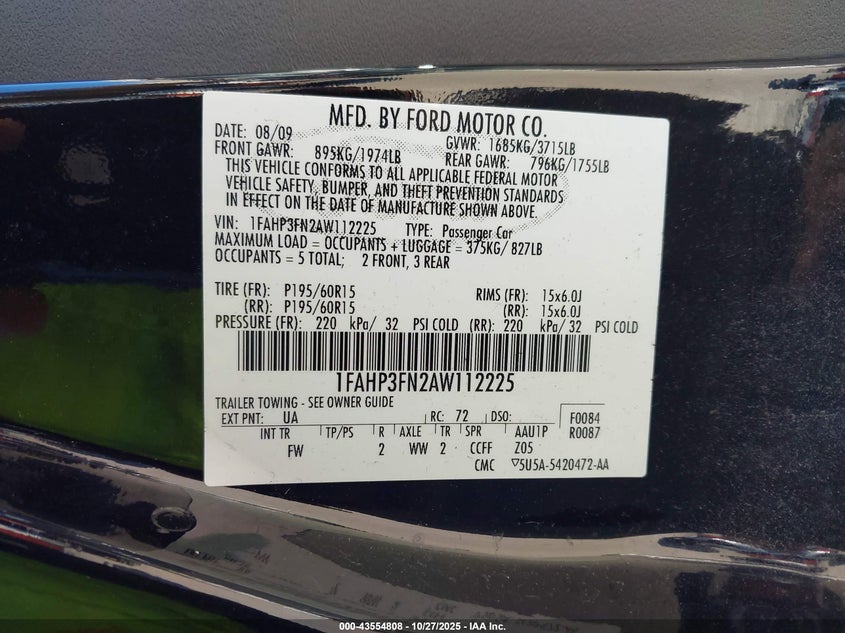 MFD. BY FORD MOTOR CO.
DATE: 08/09 GVWR: 1685KG/3715LB
FRONT GAWR: 895KG/1974LB REAR GAWR: 796KG/1755LB
THIS VEHICLE CONFORMS TO ALL APPLICABLE FEDERAL MOTOR
VEHICLE SAFETY, BUMPER, AND THEFT PREVENTION STANDARDS
IN EFFECT ON THE DATE OF MANUFACTURE SHOWN ABOVE.
VIN: 1FAHP3FN2AW112225 TYPE: Passenger Car
MAXIMUM LOAD = OCCUPANTS + LUGGAGE = 375KG/ 827LB
OCCUPANTS = 5 TOTAL; 2 FRONT, 3 REAR
TIRE (FR): P195/60R15 RIMS (FR): 15x6.0J
(RR): P195/60R15 (RR): 15x6.0J
PRESSURE (FR): 220 kPa/ 32 PSI COLD (RR): 220 kPa/ 32 PSI COLD
1FAHP3FN2AW112225
TRAILER TOWING - SEE OWNER GUIDE
EXT PNT: UA RC: 72 DSO: F0084
INT TR TP/PS R AXLE TR SPR AAU1P R0087
FW 2 WW 2 CCFF Z05
CMC 5U5A-5420472-AA
000-43554808 - 10/27/2025 - IAA Inc.